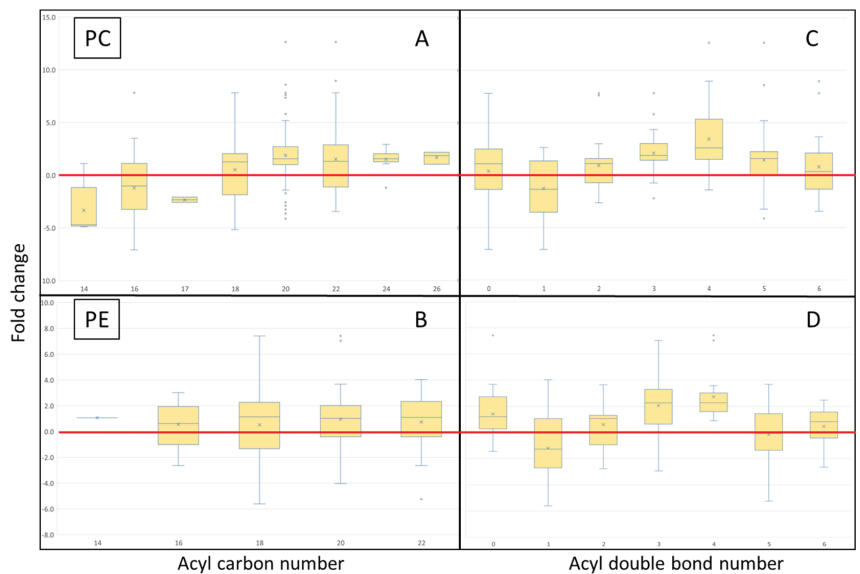 PC A
15.0
10.0
5.0
0.0
-5.0
10.0
14 16 17 18 20 22 24 26
C
0 1 2 3 4 5 6
Fold change
PE B
10.0
8.0
6.0
4.0
2.0
0.0
-2.0
-4.0
-6.0
-8.0
14 16 18 20 22
D
0 1 2 3 4 5 6
Acyl carbon number
Acyl double bond number